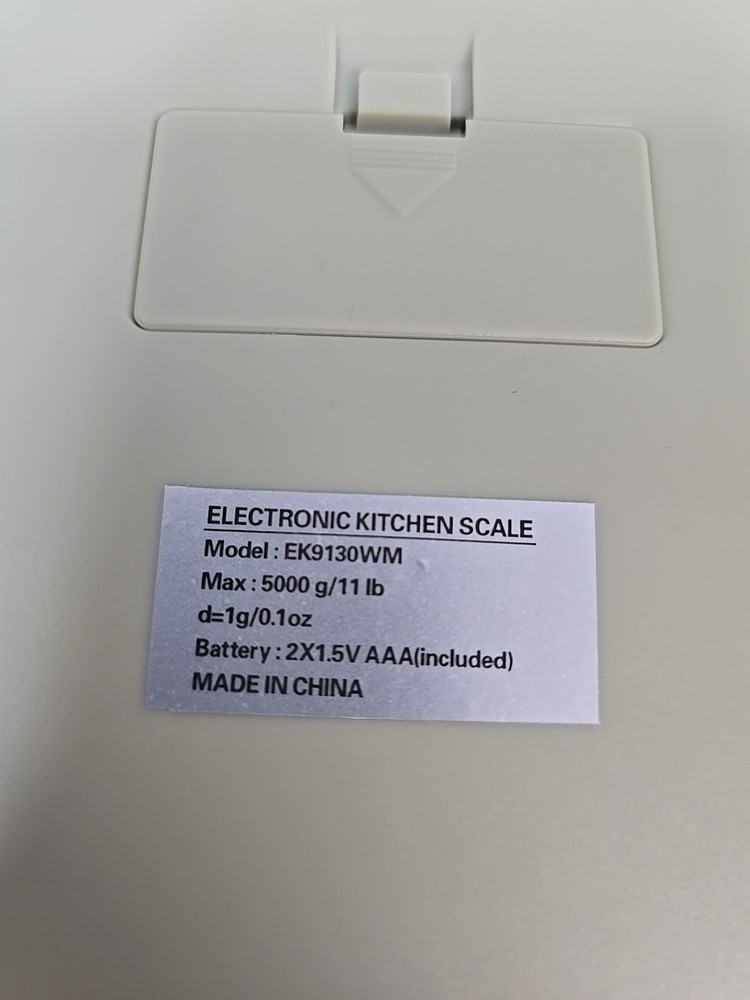 ELECTRONIC KITCHEN SCALE
Model : EK9130WM
Max : 5000 g/11 lb
d=1g/0.1oz
Battery : 2X1.5V AAA(included)
MADE IN CHINA